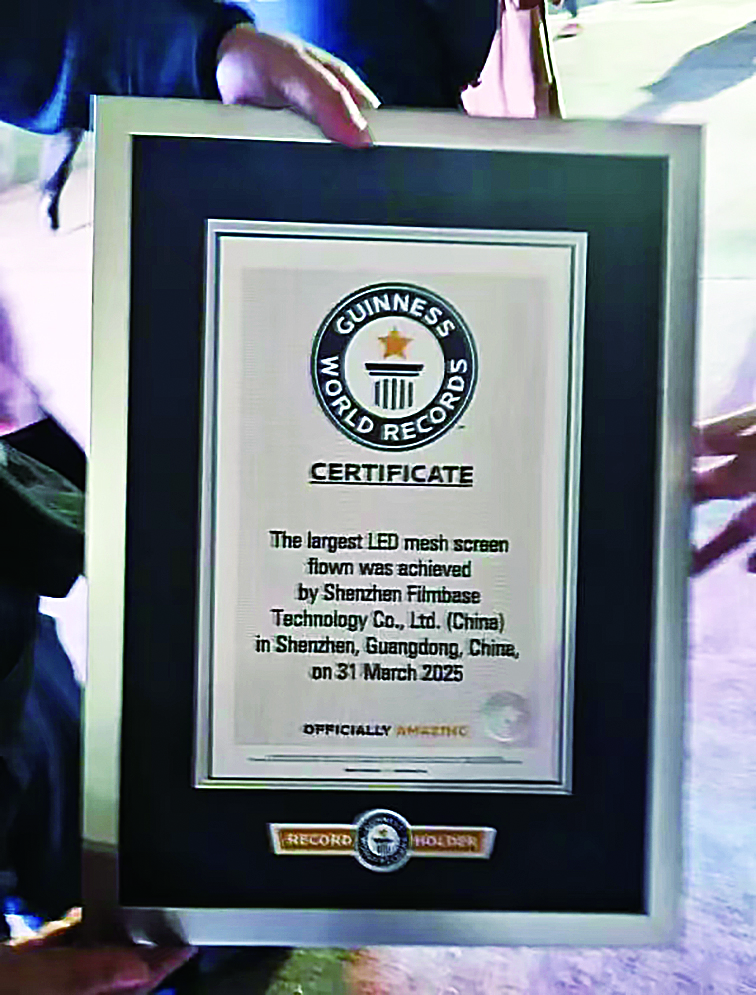 GUINNESS
WORLD RECORDS
CERTIFICATE
The largest LED mesh screen
flown was achieved
by Shenzhen Filmbase
Technology Co., Ltd. (China)
in Shenzhen, Guangdong, China,
on 31 March 2025
OFFICIALLY AMAZING
RECORD HOLDER
GUINNESS